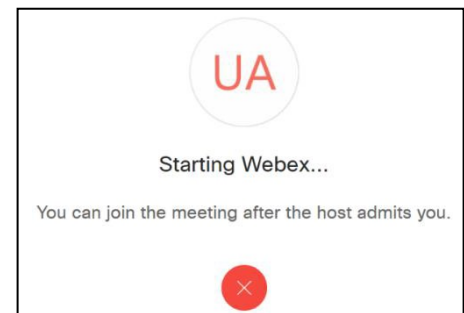 UA
Starting Webex...
You can join the meeting after the host admits you.